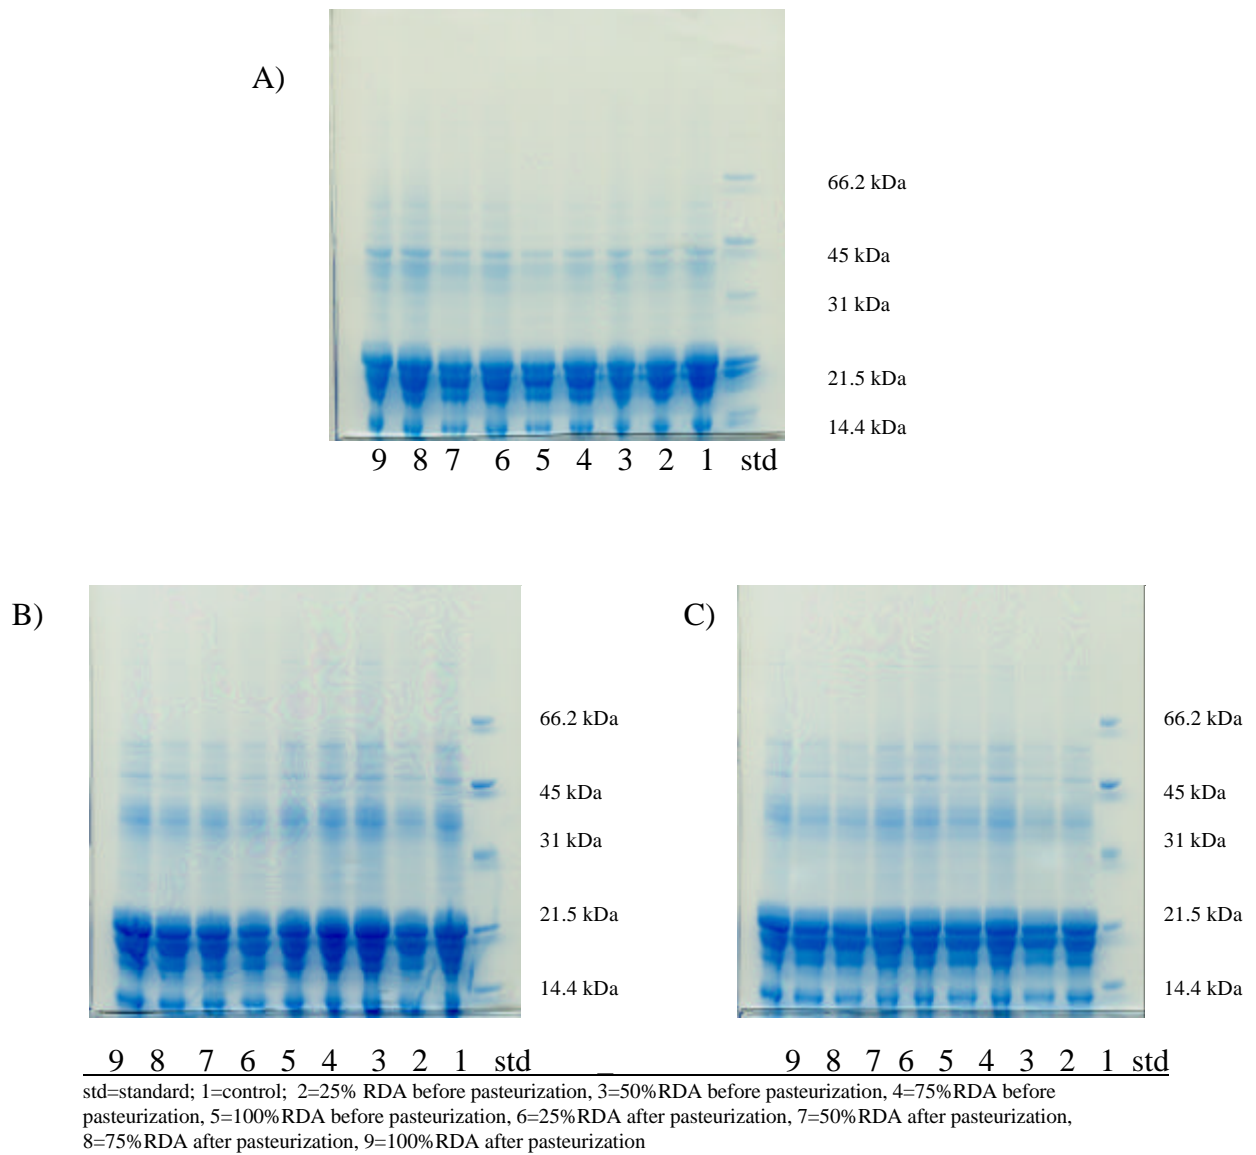 A)
66.2 kDa
45 kDa
31 kDa
21.5 kDa
14.4 kDa
9 8 7 6 5 4 3 2 1 std
B)
66.2 kDa
45 kDa
31 kDa
21.5 kDa
14.4 kDa
9 8 7 6 5 4 3 2 1 std
C)
66.2 kDa
45 kDa
31 kDa
21.5 kDa
14.4 kDa
9 8 7 6 5 4 3 2 1 std
std=standard; 1=control; 2=25% RDA before pasteurization, 3=50%RDA before pasteurization, 4=75%RDA before
pasteurization, 5=100%RDA before pasteurization, 6=25%RDA after pasteurization, 7=50%RDA after pasteurization,
8=75%RDA after pasteurization, 9=100%RDA after pasteurization